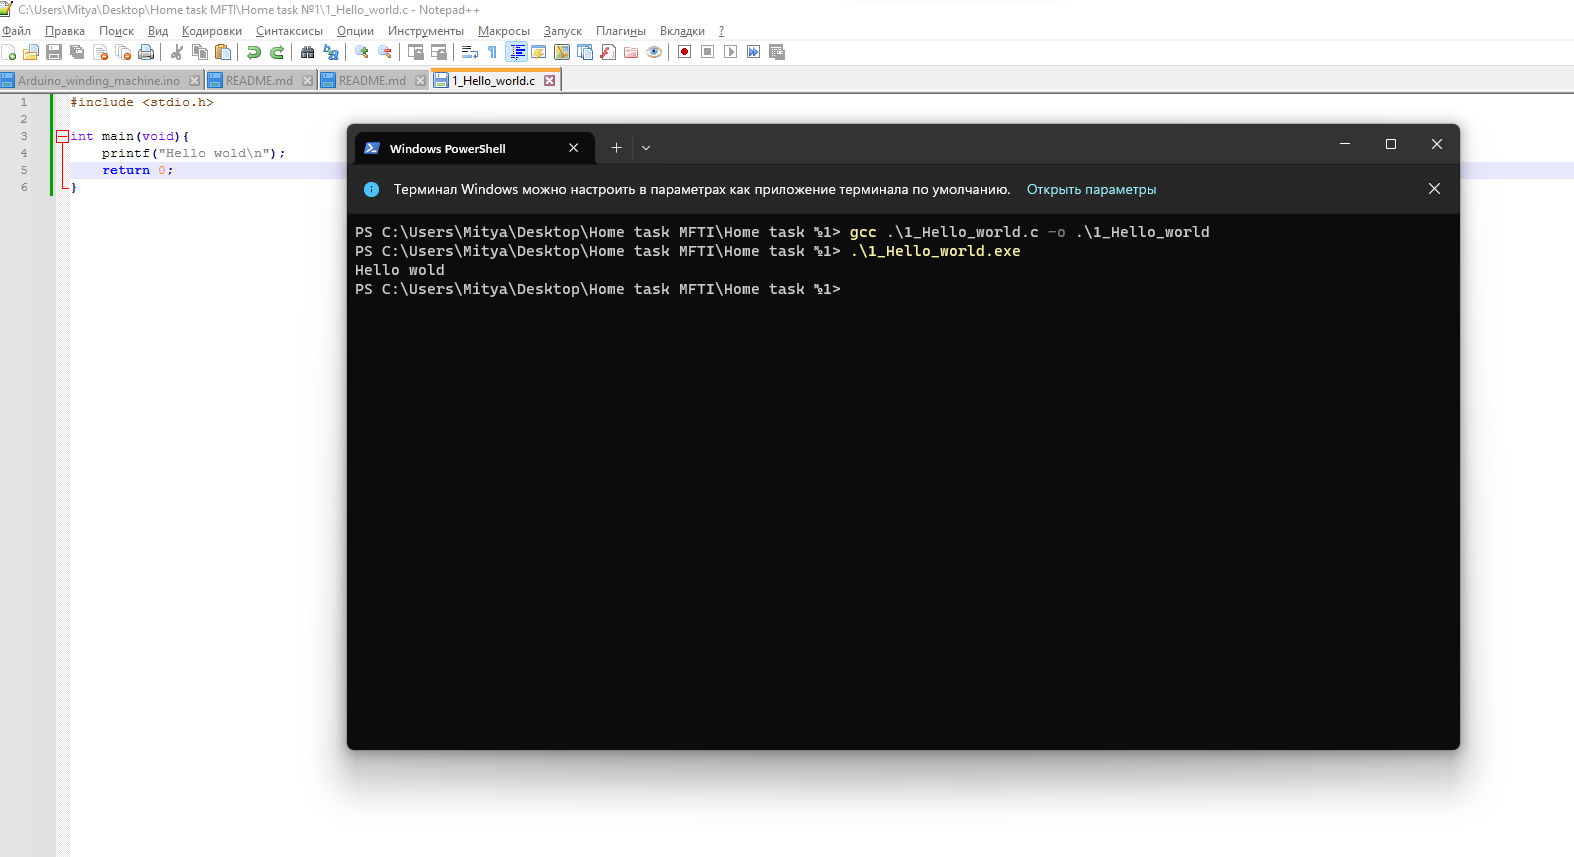 C:\Users\Mitya\Desktop\Home task MFTI\Home task №1\1_Hello_world.c - Notepad++
Файл Правка Поиск Вид Кодировки Синтаксисы Опции Инструменты Макросы Запуск Плагины Вкладки ?
Arduino_winding_machine.ino README.md README.md 1_Hello_world.c
1 #include <stdio.h>
2
3 int main(void){
4 printf("Hello wold\n");
5 return 0;
6 }
Windows PowerShell
Терминал Windows можно настроить в параметрах как приложение терминала по умолчанию. Открыть параметры
PS C:\Users\Mitya\Desktop\Home task MFTI\Home task №1> gcc .\1_Hello_world.c -o .\1_Hello_world
PS C:\Users\Mitya\Desktop\Home task MFTI\Home task №1> .\1_Hello_world.exe
Hello wold
PS C:\Users\Mitya\Desktop\Home task MFTI\Home task №1>